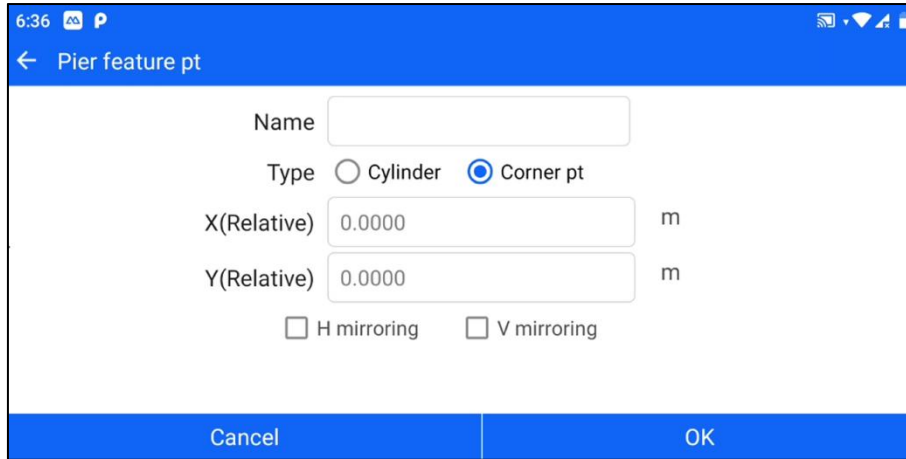 6:36
Pier feature pt
Name
Type Cylinder Corner pt
X(Relative) 0.0000 m
Y(Relative) 0.0000 m
H mirroring V mirroring
Cancel OK